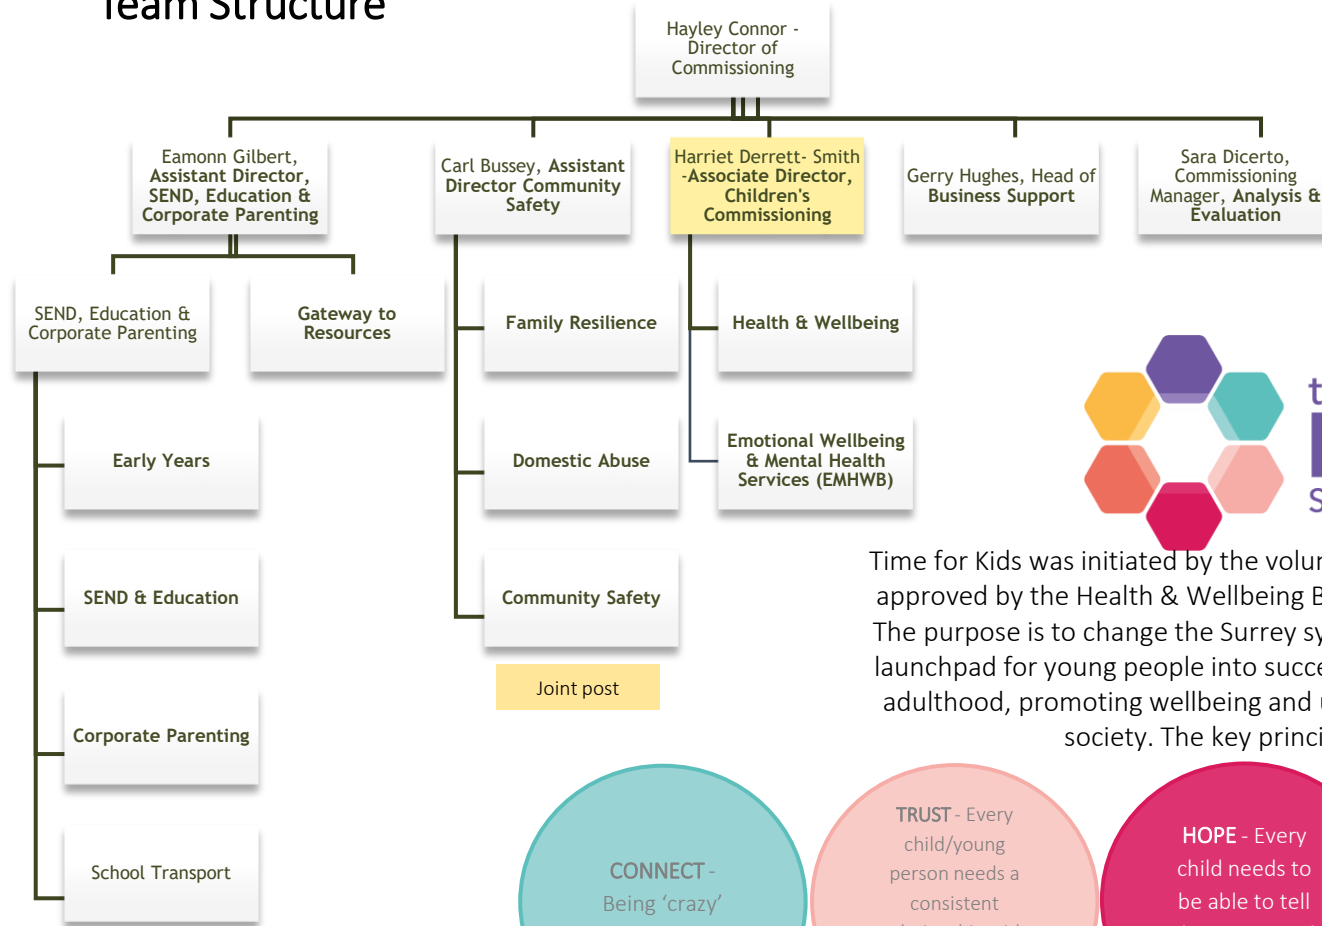 Team Structure
Hayley Connor -
Director of
Commissioning
Eamonn Gilbert,
Assistant Director,
SEND, Education &
Corporate Parenting
Carl Bussey, Assistant
Director Community
Safety
Harriet Derrett- Smith
-Associate Director,
Children's
Commissioning
Gerry Hughes, Head of
Business Support
Sara Dicerto,
Commissioning
Manager, Analysis &
Evaluation
SEND, Education &
Corporate Parenting
Gateway to
Resources
Family Resilience
Health & Wellbeing
Early Years
Domestic Abuse
Emotional Wellbeing
& Mental Health
Services (EMHWB)
SEND & Education
Community Safety
Corporate Parenting
School Transport
Joint post
Time for Kids was initiated by the
approved by the Health & Wellbeing
The purpose is to change the Surrey
launchpad for young people into
adulthood, promoting wellbeing and
society. The key
CONNECT -
Being ‘crazy’
TRUST - Every
child/young
person needs a
consistent
HOPE - Every
child needs to
be able to tell